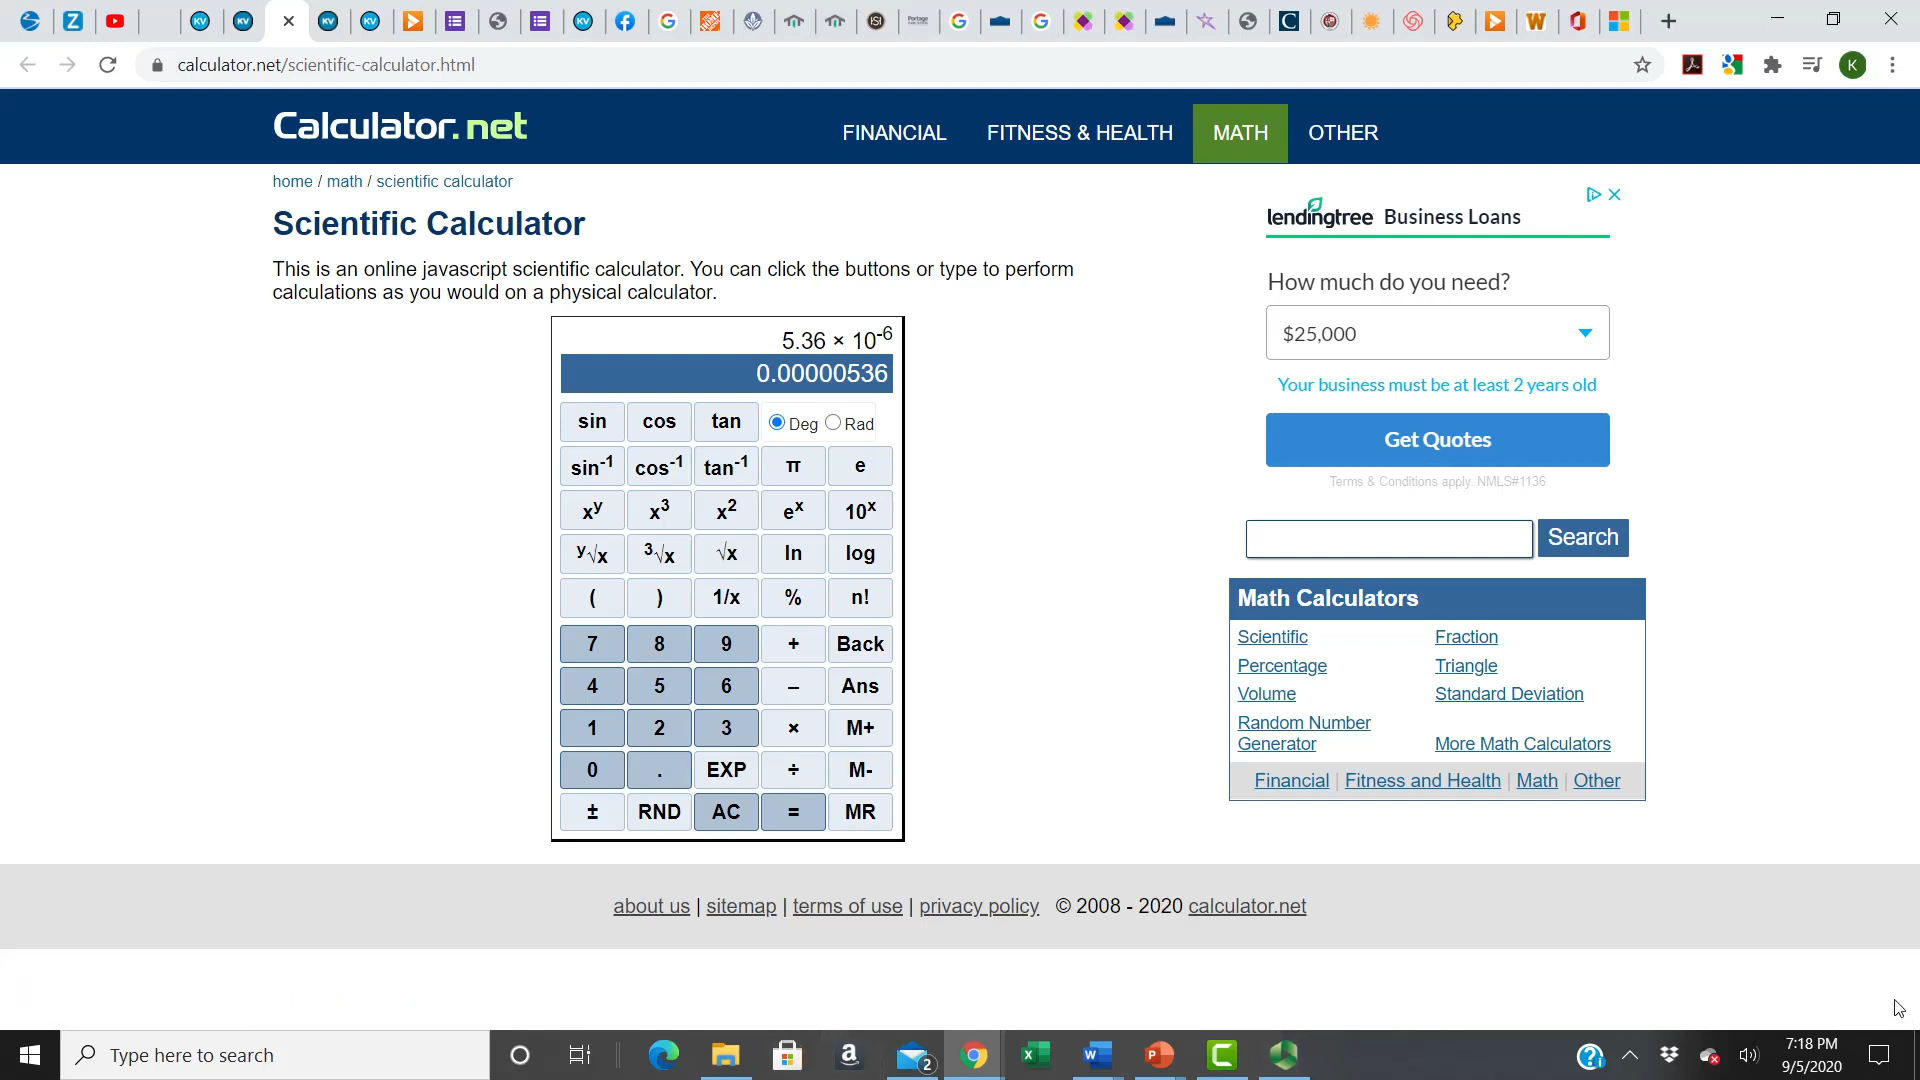 calculator.net/scientific-calculator.html
K
Calculator.net
FINANCIAL FITNESS & HEALTH MATH OTHER
home / math / scientific calculator
Scientific Calculator
This is an online javascript scientific calculator. You can click the buttons or type to perform
calculations as you would on a physical calculator.
5.36 × 10⁻⁶
0.00000536
sin cos tan Deg Rad
sin⁻¹ cos⁻¹ tan⁻¹ π e
xʸ x³ x² eˣ 10ˣ
ʸ√x ³√x √x ln log
( ) 1/x % n!
7 8 9 + Back
4 5 6 – Ans
1 2 3 × M+
0 . EXP ÷ M-
± RND AC = MR
lendingtree Business Loans
How much do you need?
$25,000
Your business must be at least 2 years old
Get Quotes
Terms & Conditions apply. NMLS#1136
Search
Math Calculators
Scientific Fraction
Percentage Triangle
Volume Standard Deviation
Random Number
Generator More Math Calculators
Financial | Fitness and Health | Math | Other
about us | sitemap | terms of use | privacy policy © 2008 - 2020 calculator.net
Type here to search
2
7:18 PM
9/5/2020